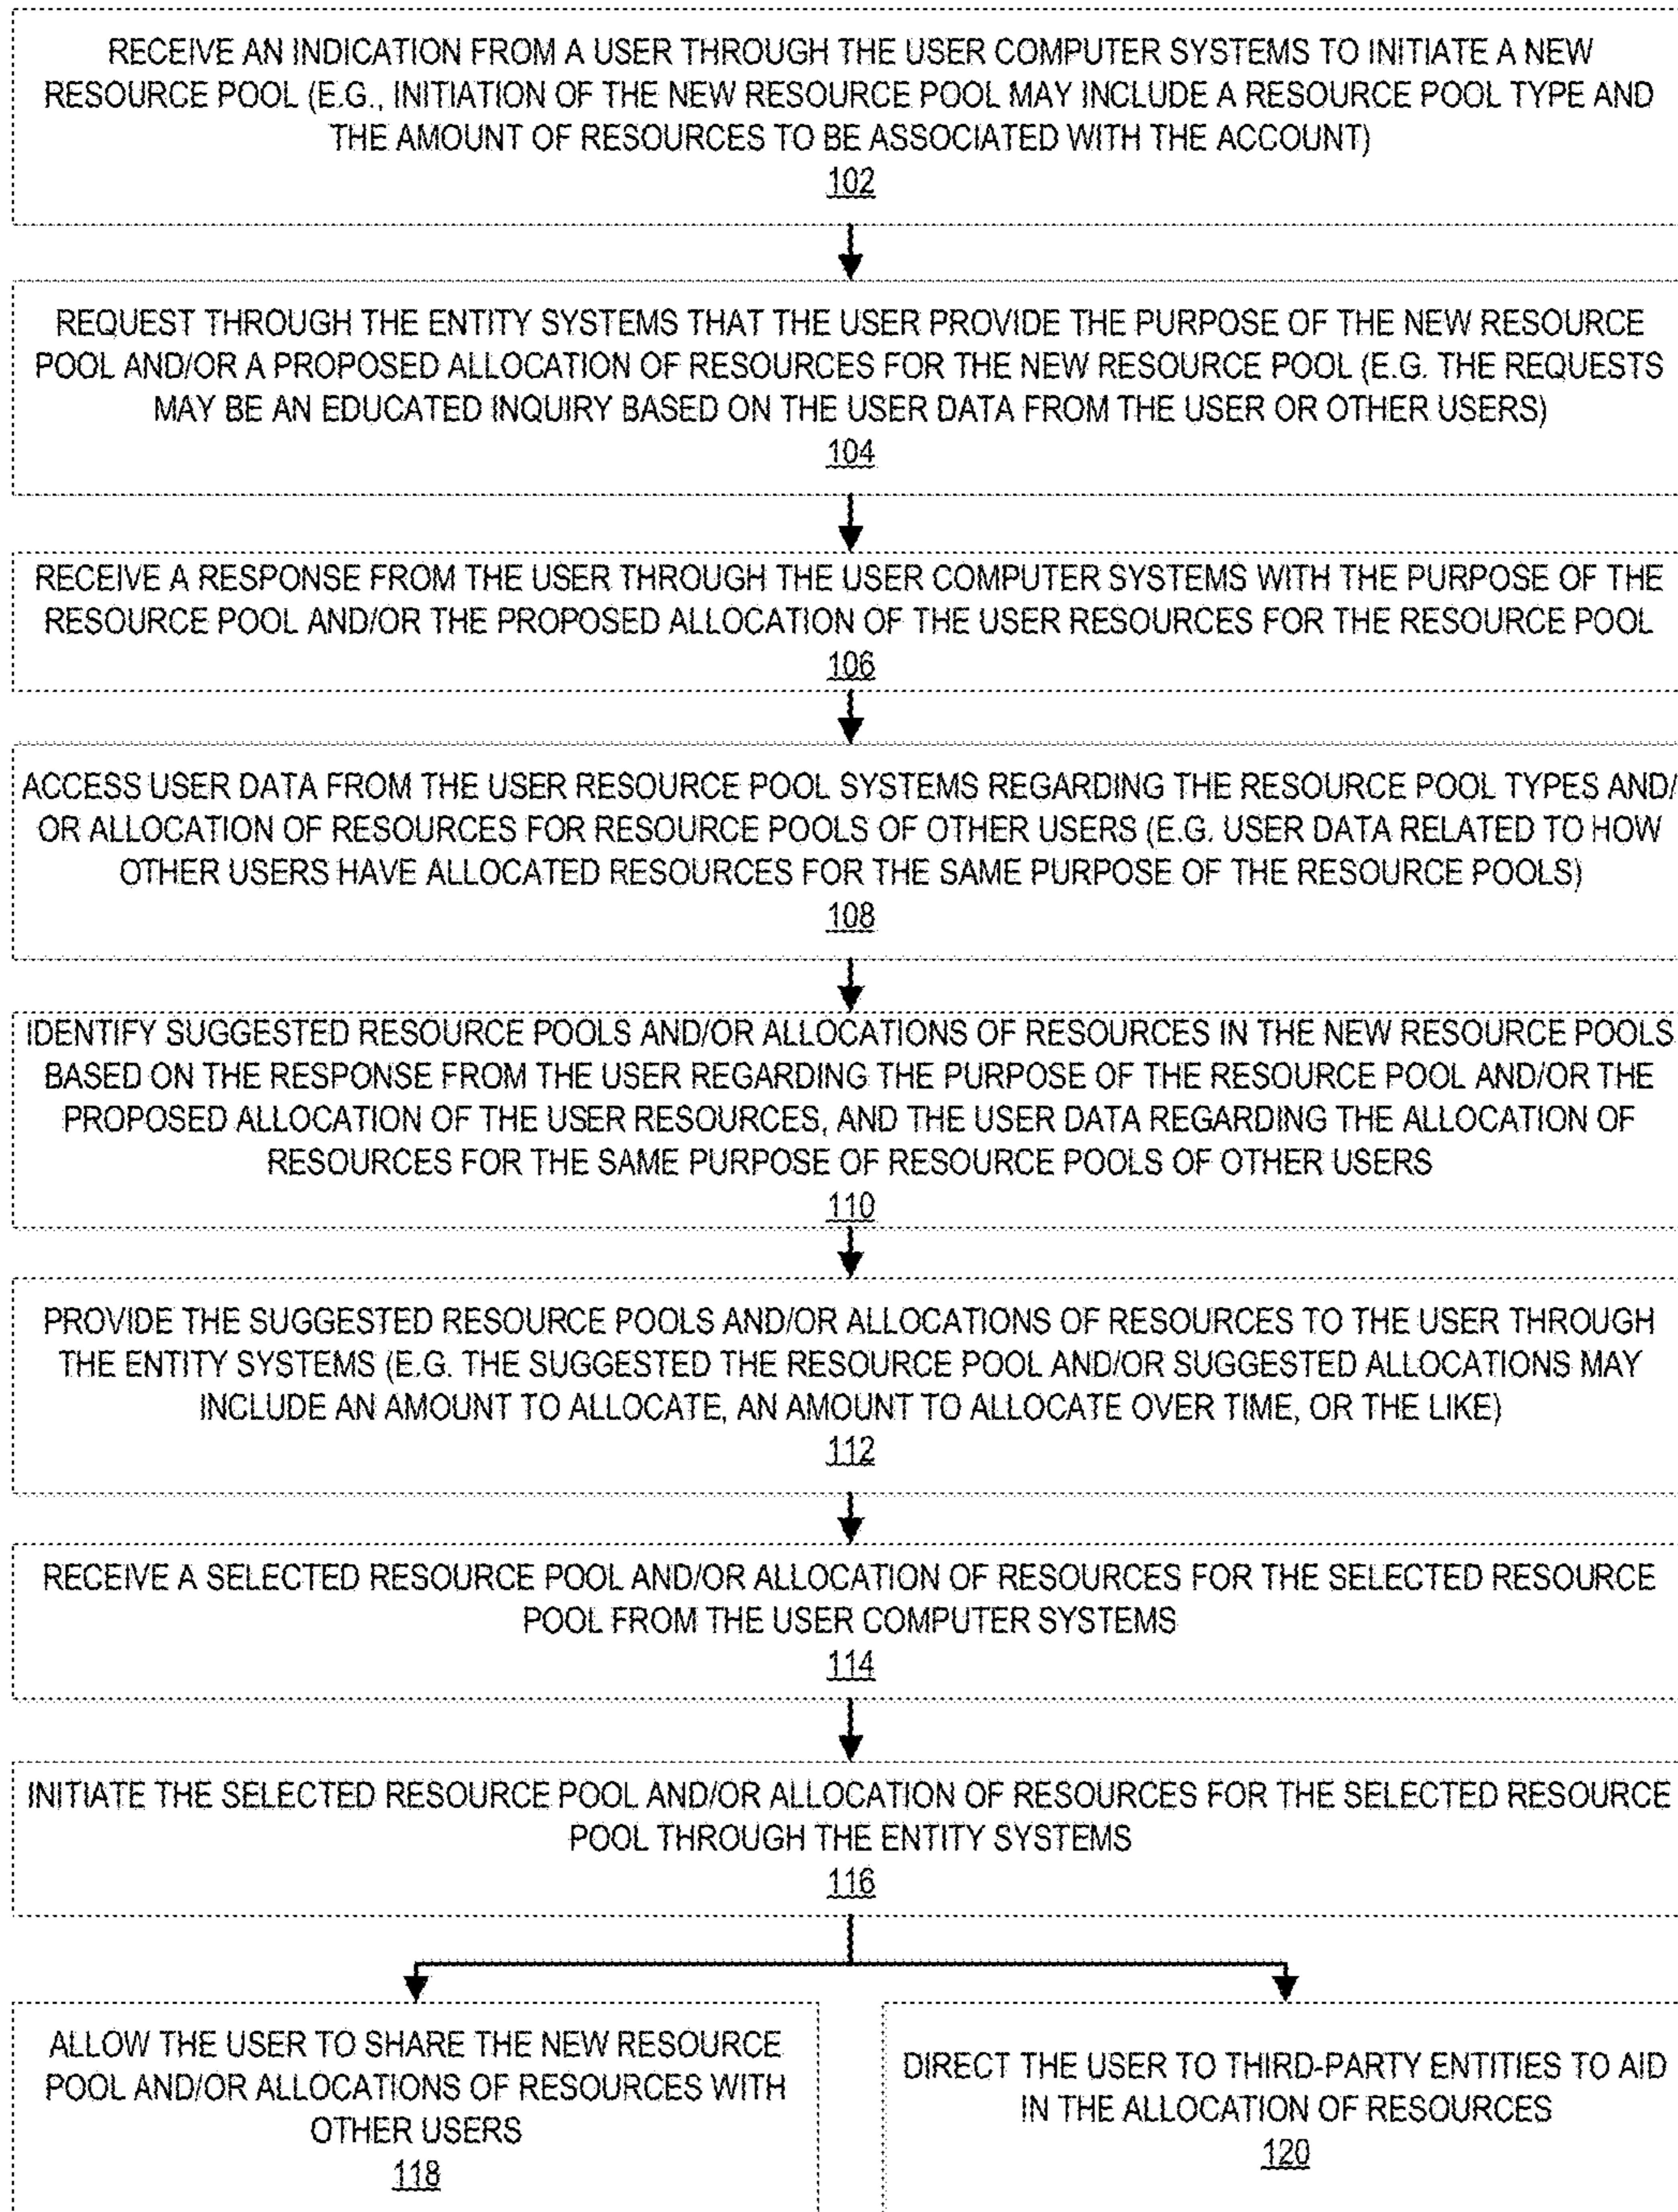 RECEIVE AN INDICATION FROM A USER THROUGH THE USER COMPUTER SYSTEMS TO INITIATE A NEW
RESOURCE POOL (E.G., INITIATION OF THE NEW RESOURCE POOL MAY INCLUDE A RESOURCE POOL TYPE AND
THE AMOUNT OF RESOURCES TO BE ASSOCIATED WITH THE ACCOUNT)
102
REQUEST THROUGH THE ENTITY SYSTEMS THAT THE USER PROVIDE THE PURPOSE OF THE NEW RESOURCE
POOL AND/OR A PROPOSED ALLOCATION OF RESOURCES FOR THE NEW RESOURCE POOL (E.G. THE REQUESTS
MAY BE AN EDUCATED INQUIRY BASED ON THE USER DATA FROM THE USER OR OTHER USERS)
104
RECEIVE A RESPONSE FROM THE USER THROUGH THE USER COMPUTER SYSTEMS WITH THE PURPOSE OF THE
RESOURCE POOL AND/OR THE PROPOSED ALLOCATION OF THE USER RESOURCES FOR THE RESOURCE POOL
106
ACCESS USER DATA FROM THE USER RESOURCE POOL SYSTEMS REGARDING THE RESOURCE POOL TYPES AND/
OR ALLOCATION OF RESOURCES FOR RESOURCE POOLS OF OTHER USERS (E.G. USER DATA RELATED TO HOW
OTHER USERS HAVE ALLOCATED RESOURCES FOR THE SAME PURPOSE OF THE RESOURCE POOLS)
108
IDENTIFY SUGGESTED RESOURCE POOLS AND/OR ALLOCATIONS OF RESOURCES IN THE NEW RESOURCE POOLS
BASED ON THE RESPONSE FROM THE USER REGARDING THE PURPOSE OF THE RESOURCE POOL AND/OR THE
PROPOSED ALLOCATION OF THE USER RESOURCES, AND THE USER DATA REGARDING THE ALLOCATION OF
RESOURCES FOR THE SAME PURPOSE OF RESOURCE POOLS OF OTHER USERS
110
PROVIDE THE SUGGESTED RESOURCE POOLS AND/OR ALLOCATIONS OF RESOURCES TO THE USER THROUGH
THE ENTITY SYSTEMS (E.G. THE SUGGESTED THE RESOURCE POOL AND/OR SUGGESTED ALLOCATIONS MAY
INCLUDE AN AMOUNT TO ALLOCATE, AN AMOUNT TO ALLOCATE OVER TIME, OR THE LIKE)
112
RECEIVE A SELECTED RESOURCE POOL AND/OR ALLOCATION OF RESOURCES FOR THE SELECTED RESOURCE
POOL FROM THE USER COMPUTER SYSTEMS
114
INITIATE THE SELECTED RESOURCE POOL AND/OR ALLOCATION OF RESOURCES FOR THE SELECTED RESOURCE
POOL THROUGH THE ENTITY SYSTEMS
116
ALLOW THE USER TO SHARE THE NEW RESOURCE
POOL AND/OR ALLOCATIONS OF RESOURCES WITH
OTHER USERS
118
DIRECT THE USER TO THIRD-PARTY ENTITIES TO AID
IN THE ALLOCATION OF RESOURCES
120